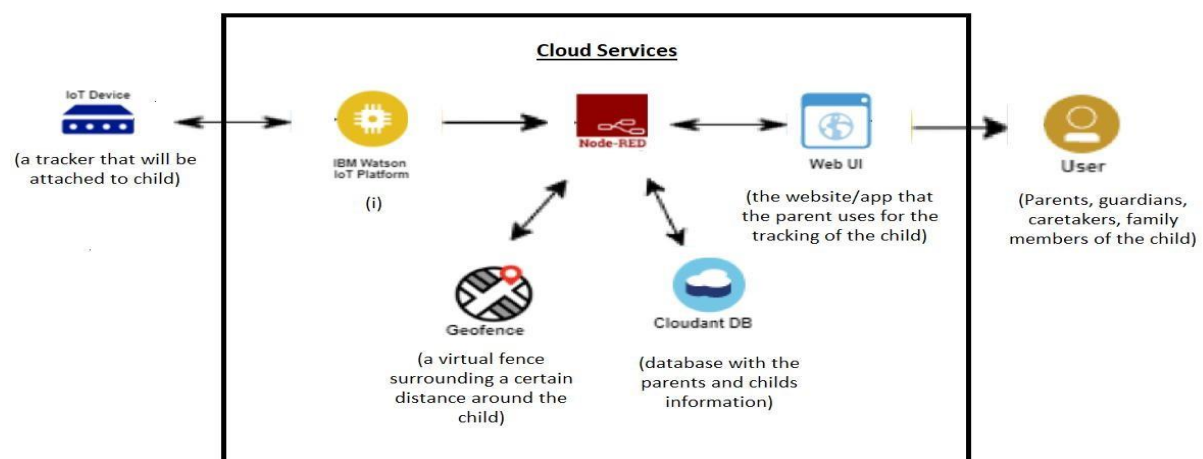 Cloud Services
IoT Device
(a tracker that will be
attached to child)
IBM Watson
IoT Platform
(i)
Node-RED
Web UI
(the website/app that
the parent uses for the
tracking of the child)
User
(Parents, guardians,
caretakers, family
members of the child)
Geofence
(a virtual fence
surrounding a certain
distance around the
child)
Cloudant DB
(database with the
parents and childs
information)